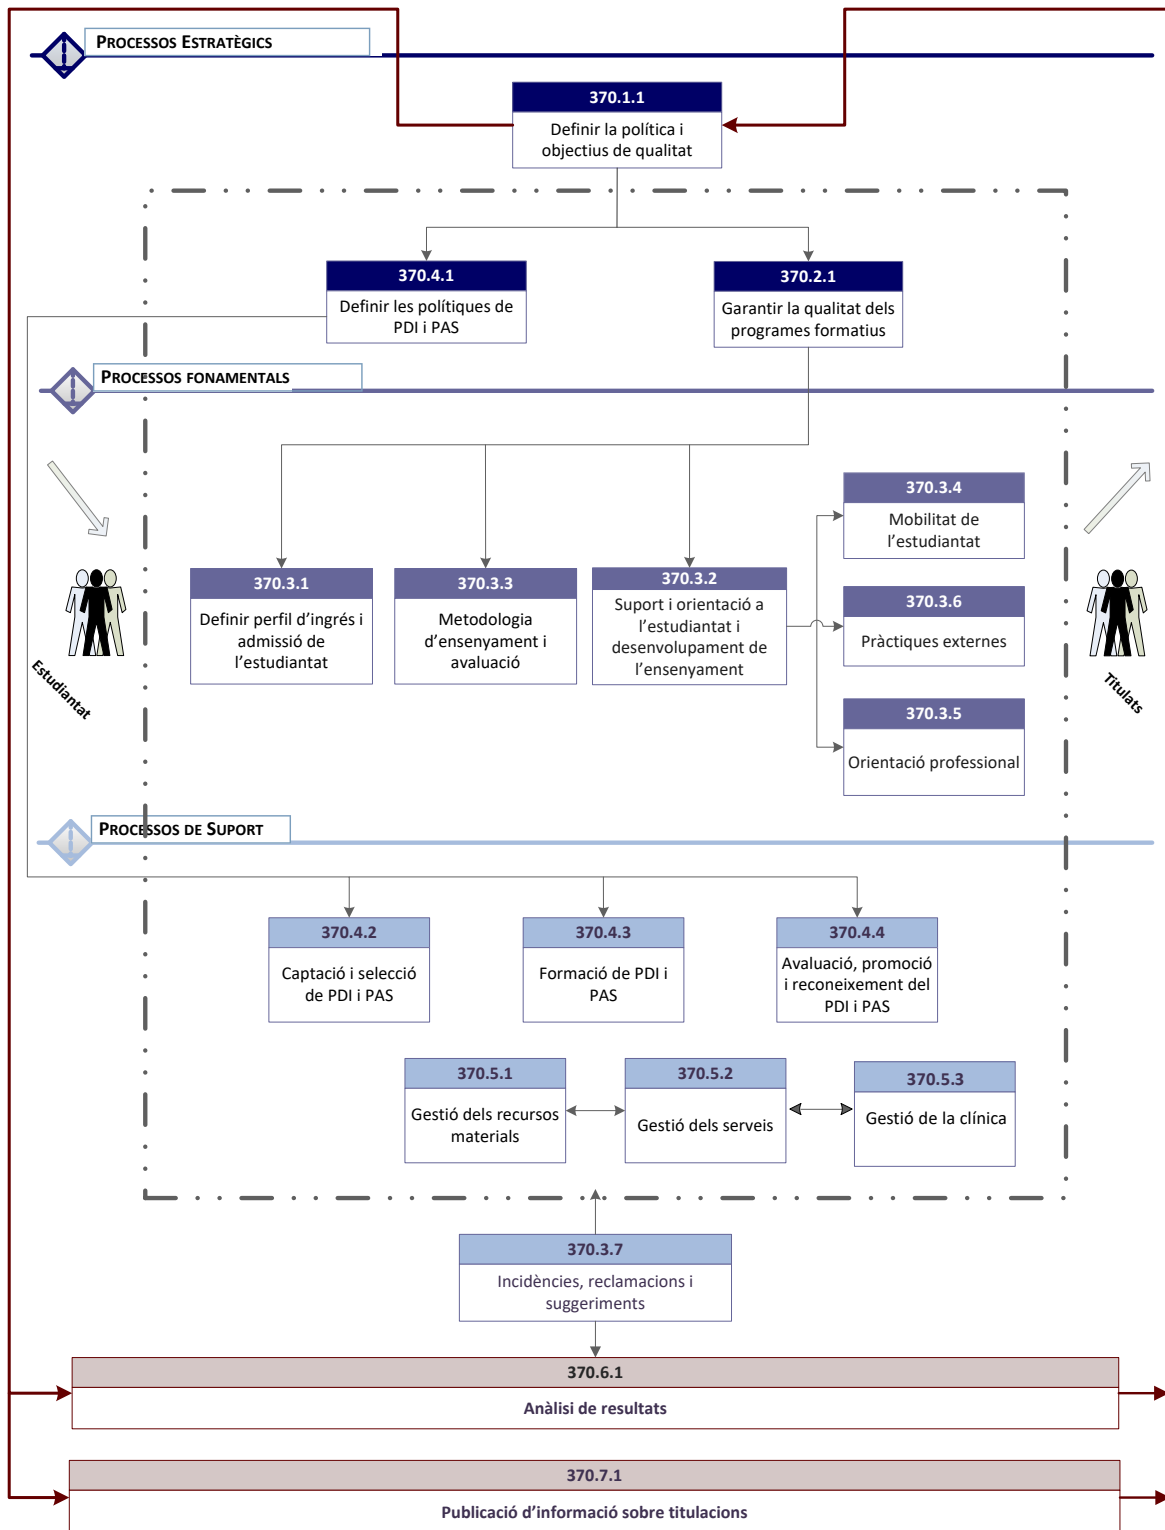 PROCESSOS ESTRATÈGICS
370.1.1
Definir la política i
objectius de qualitat
370.4.1
Definir les polítiques de
PDI i PAS
370.2.1
Garantir la qualitat dels
programes formatius
PROCESSOS FONAMENTALS
370.3.4
Mobilitat de
l'estudiantat
370.3.1
Definir perfil d'ingrés i
admissió de
l'estudiantat
370.3.3
Metodologia
d'ensenyament i
avaluació
370.3.2
Suport i orientació a
l'estudiantat i
desenvolupament de
l'ensenyament
370.3.6
Pràctiques externes
Estudiantat
Titulats
370.3.5
Orientació professional
PROCESSOS DE SUPORT
370.4.2
Captació i selecció
de PDI i PAS
370.4.3
Formació de PDI i
PAS
370.4.4
Avaluació, promoció
i reconeixement del
PDI i PAS
370.5.1
Gestió dels recursos
materials
370.5.2
Gestió dels serveis
370.5.3
Gestió de la clínica
370.3.7
Incidències, reclamacions i
suggeriments
370.6.1
Anàlisi de resultats
370.7.1
Publicació d'informació sobre titulacions